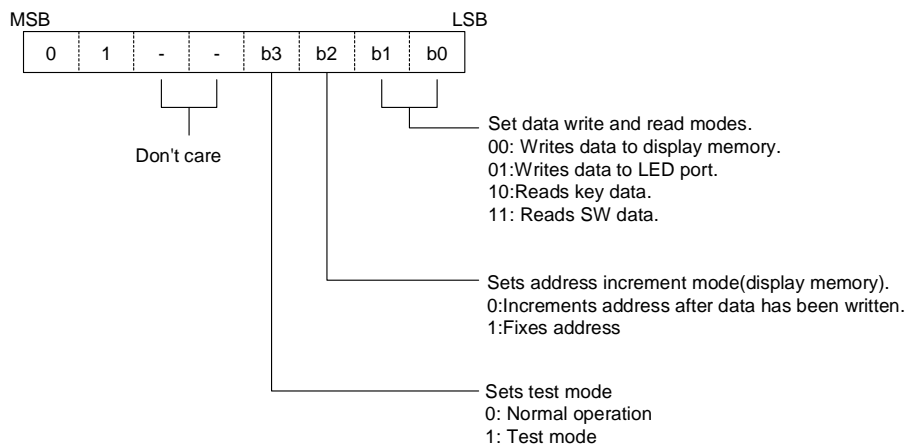 MSB LSB
0 1 - - b3 b2 b1 b0
Set data write and read modes.
Don't care
00: Writes data to display memory.
01:Writes data to LED port.
10:Reads key data.
11: Reads SW data.
Sets address increment mode(display memory).
0:Increments address after data has been written.
1:Fixes address
Sets test mode
0: Normal operation
1: Test mode